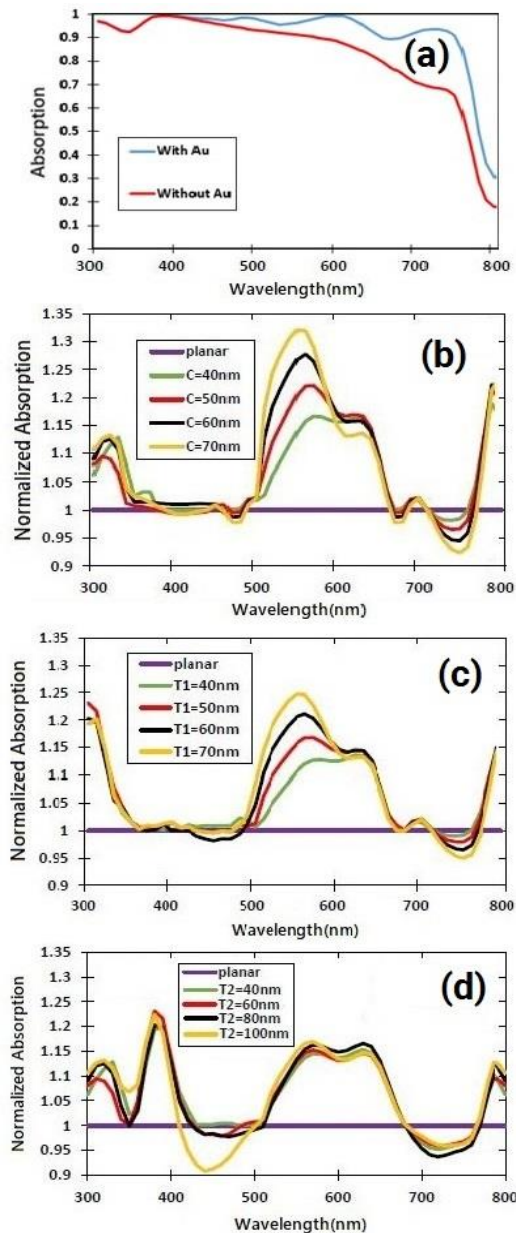 1
0.9
0.8
0.7
0.6
0.5
0.4
0.3
0.2
0.1
0
Absorption
(a)
With Au
Without Au
300 400 500 600 700 800
Wavelength(nm)
1.35
1.3
1.25
1.2
1.15
1.1
1.05
1
0.95
0.9
Normalized Absorption
(b)
planar
C=40nm
C=50nm
C=60nm
C=70nm
300 400 500 600 700 800
Wavelength(nm)
1.35
1.3
1.25
1.2
1.15
1.1
1.05
1
0.95
0.9
Normalized Absorption
(c)
planar
T1=40nm
T1=50nm
T1=60nm
T1=70nm
300 400 500 600 700 800
Wavelength(nm)
1.35
1.3
1.25
1.2
1.15
1.1
1.05
1
0.95
0.9
Normalized Absorption
(d)
planar
T2=40nm
T2=60nm
T2=80nm
T2=100nm
300 400 500 600 700 800
Wavelength(nm)